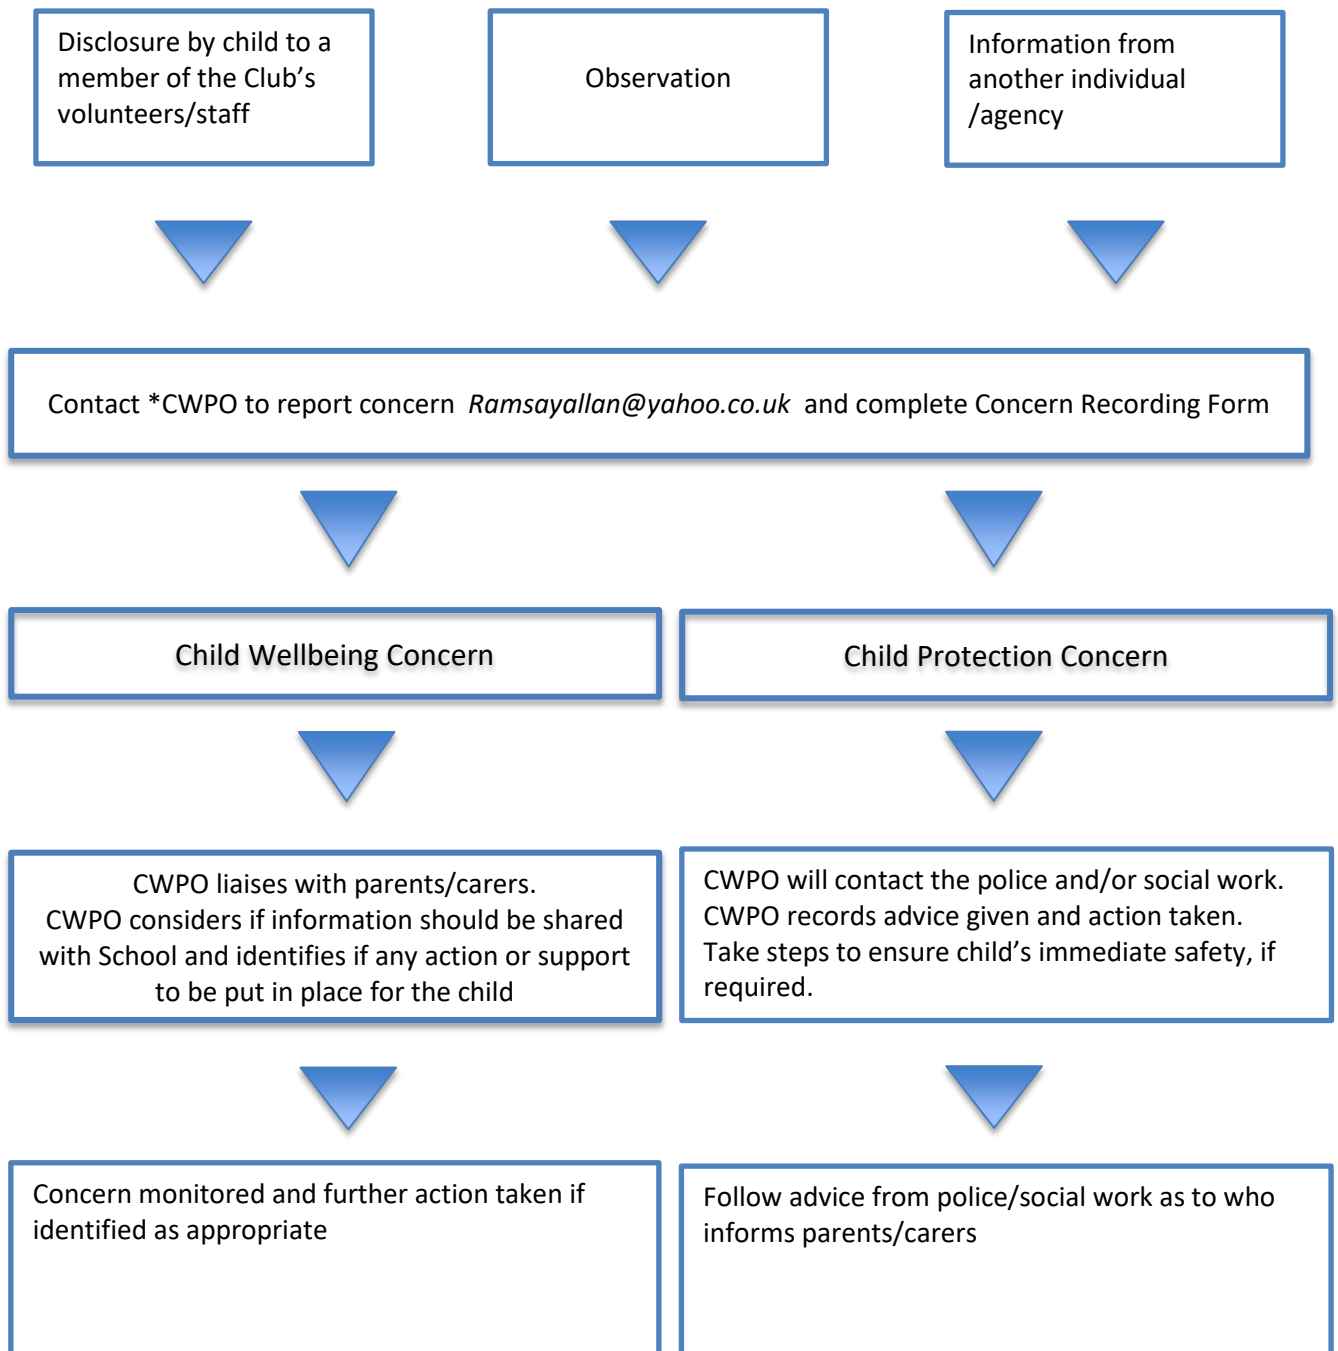 Disclosure by child to a
member of the Club’s
volunteers/staff
Observation
Information from
another individual
/agency
Contact *CWPO to report concern Ramsayallan@yahoo.co.uk and complete Concern Recording Form
Child Wellbeing Concern
Child Protection Concern
CWPO liaises with parents/carers.
CWPO considers if information should be shared
with School and identifies if any action or support
to be put in place for the child
CWPO will contact the police and/or social work.
CWPO records advice given and action taken.
Take steps to ensure child’s immediate safety, if
required.
Concern monitored and further action taken if
identified as appropriate
Follow advice from police/social work as to who
informs parents/carers